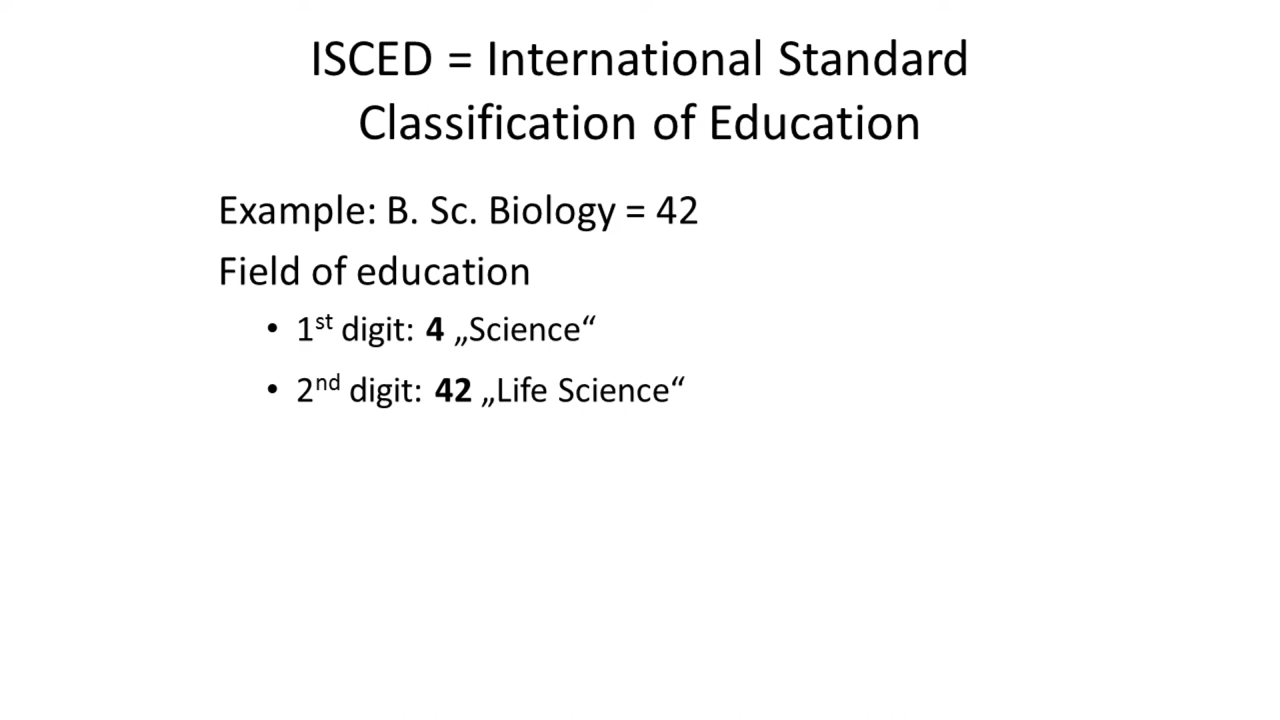 ISCED = International Standard
Classification of Education
Example: B. Sc. Biology = 42
Field of education
• 1st digit: 4 „Science“
• 2nd digit: 42 „Life Science“